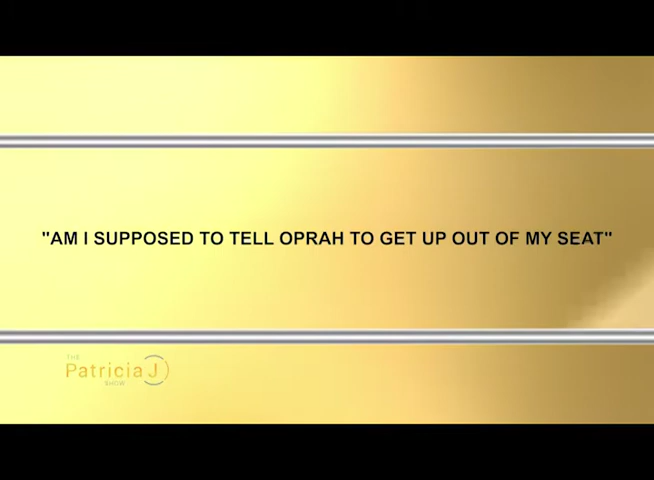 "AM I SUPPOSED TO TELL OPRAH TO GET UP OUT OF MY SEAT"
THE
Patricia J
SHOW